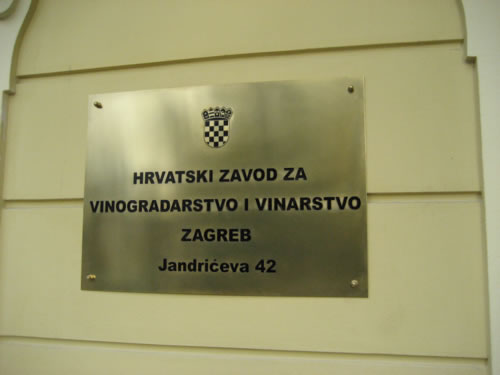 HRVATSKI ZAVOD ZA
VINOGRADARSTVO I VINARSTVO
ZAGREB
Jandrićeva 42